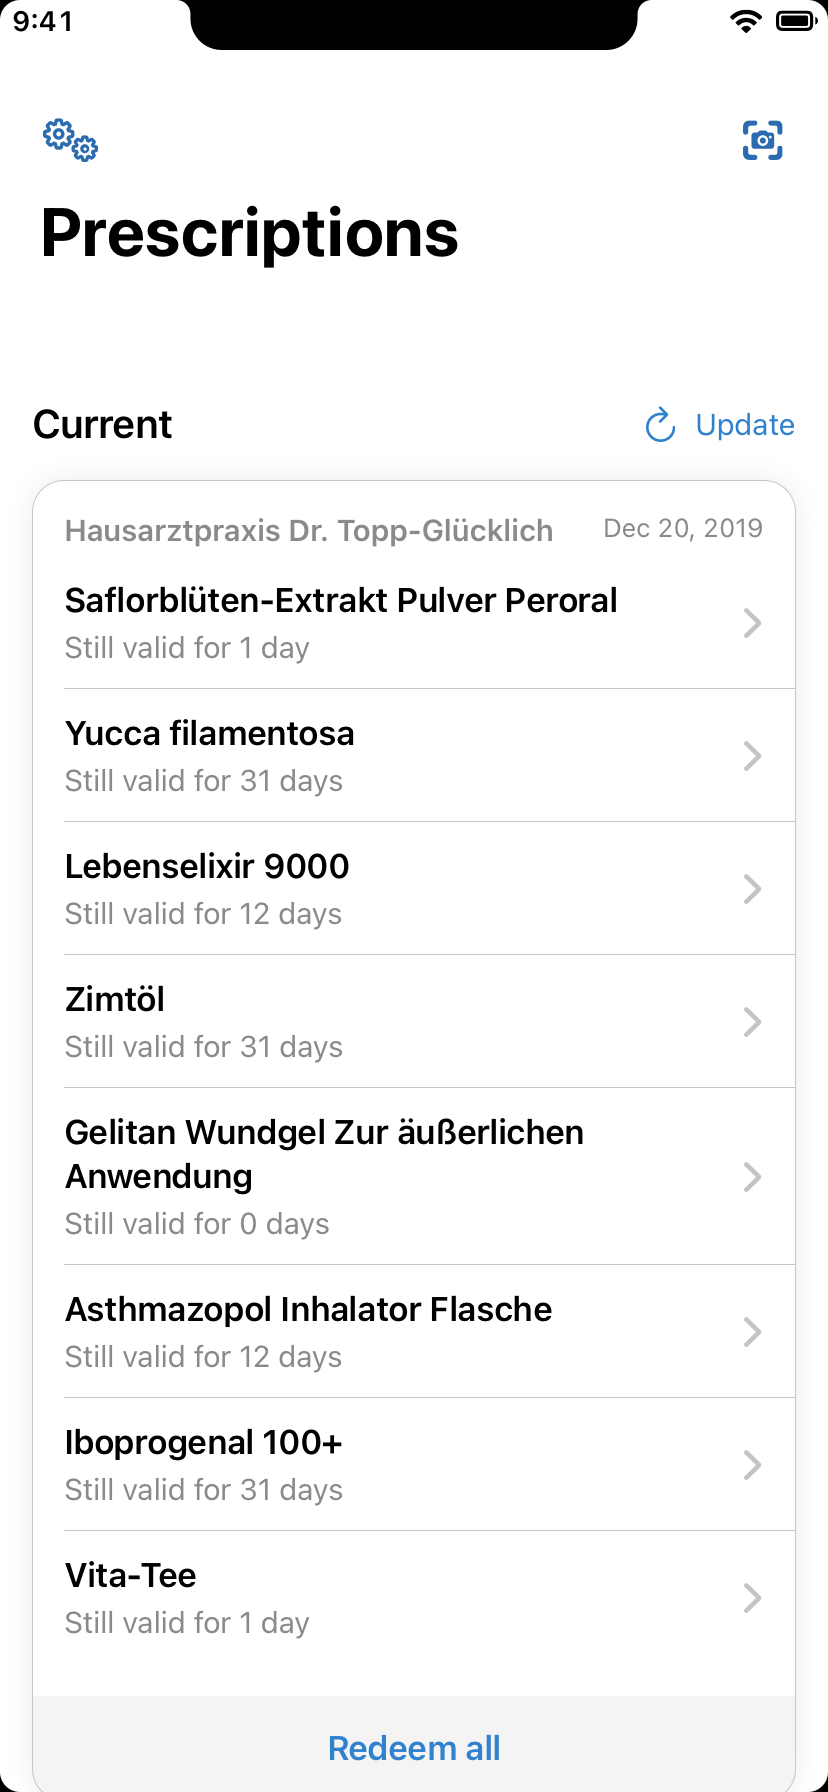 9:41
Prescriptions
Current
Update
Hausarztpraxis Dr. Topp-Glücklich
Dec 20, 2019
Saflorblüten-Extrakt Pulver Peroral
Still valid for 1 day
Yucca filamentosa
Still valid for 31 days
Lebenselixir 9000
Still valid for 12 days
Zimtöl
Still valid for 31 days
Gelitan Wundgel Zur äußerlichen
Anwendung
Still valid for 0 days
Asthmazopol Inhalator Flasche
Still valid for 12 days
Iboprogenal 100+
Still valid for 31 days
Vita-Tee
Still valid for 1 day
Redeem all